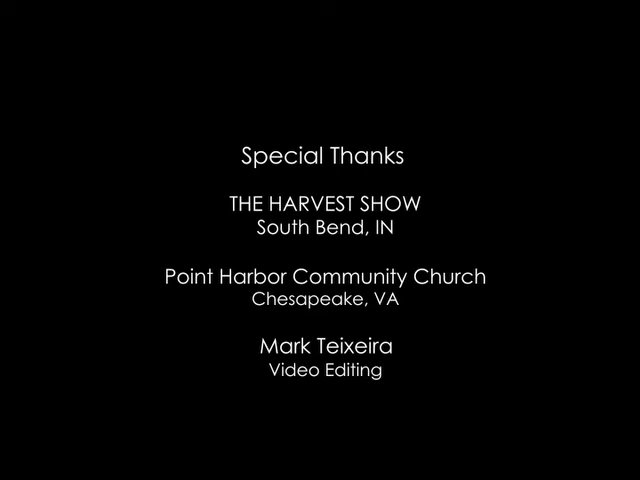 Special Thanks
THE HARVEST SHOW
South Bend, IN
Point Harbor Community Church
Chesapeake, VA
Mark Teixeira
Video Editing